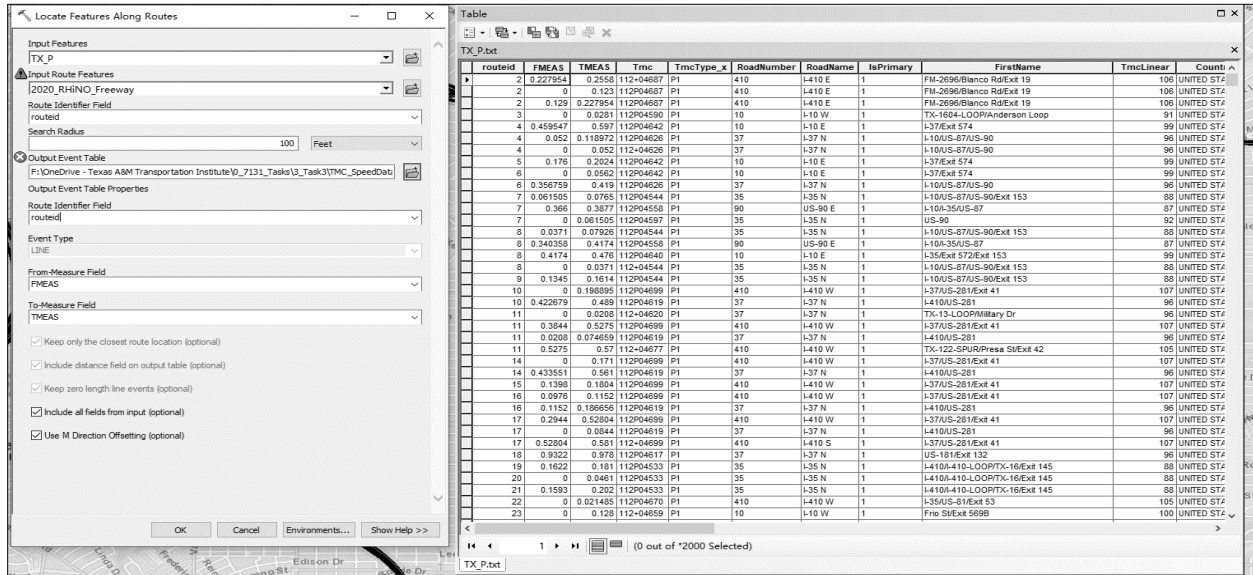 Locate Features Along Routes
Input Features
TX_P
Input Route Features
2020_RHiNO_Freeway
Route Identifier Field
routeid
Search Radius
100 Feet
Output Event Table
F:\OneDrive - Texas A&M Transportation Institute\0_7131_Tasks\3_Task3\TMC_SpeedData
Output Event Table Properties
Route Identifier Field
routeid
Event Type
LINE
From-Measure Field
FMEAS
To-Measure Field
TMEAS
Keep only the closest route location (optional)
Include distance field on output table (optional)
Keep zero length line events (optional)
Include all fields from input (optional)
Use M Direction Offsetting (optional)
OK Cancel Environments... Show Help >>
Table
TX_P.txt
routeid FMEAS TMEAS Tmc TmcType_x RoadNumber RoadName IsPrimary FirstName TmcLinear Count
2 0.227954 0.2558 112+04687 P1 410 I-410 E 1 FM-2696/Blanco Rd/Exit 19 106 UNITED STA
2 0 0.123 112P04687 P1 410 I-410 E 1 FM-2696/Blanco Rd/Exit 19 106 UNITED STA
2 0.129 0.227954 112P04687 P1 410 I-410 E 1 FM-2696/Blanco Rd/Exit 19 106 UNITED STA
3 0 0.0281 112P04590 P1 10 I-10 W 1 TX-1604-LOOP/Anderson Loop 91 UNITED STA
4 0.459547 0.597 112P04642 P1 10 I-10 E 1 I-37/Exit 574 99 UNITED STA
4 0.052 0.118972 112P04626 P1 37 I-37 N 1 I-10/US-87/US-90 96 UNITED STA
4 0 0.052 112+04626 P1 37 I-37 N 1 I-10/US-87/US-90 96 UNITED STA
5 0.176 0.2024 112P04642 P1 10 I-10 E 1 I-37/Exit 574 99 UNITED STA
6 0 0.0562 112P04642 P1 10 I-10 E 1 I-37/Exit 574 99 UNITED STA
6 0.356759 0.419 112P04626 P1 37 I-37 N 1 I-10/US-87/US-90 96 UNITED STA
7 0.061505 0.0765 112P04544 P1 35 I-35 N 1 I-10/US-87/US-90/Exit 153 88 UNITED STA
7 0.366 0.3877 112P04558 P1 90 US-90 E 1 I-10/I-35/US-87 87 UNITED STA
7 0 0.061505 112P04597 P1 35 I-35 N 1 US-90 92 UNITED STA
8 0.0371 0.07926 112P04544 P1 35 I-35 N 1 I-10/US-87/US-90/Exit 153 88 UNITED STA
8 0.340358 0.4174 112P04558 P1 90 US-90 E 1 I-10/I-35/US-87 87 UNITED STA
8 0.4174 0.476 112P04640 P1 10 I-10 E 1 I-35/Exit 572/Exit 153 99 UNITED STA
8 0 0.0371 112+04544 P1 35 I-35 N 1 I-10/US-87/US-90/Exit 153 88 UNITED STA
9 0.1345 0.1614 112P04544 P1 35 I-35 N 1 I-10/US-87/US-90/Exit 153 88 UNITED STA
10 0 0.198895 112P04699 P1 410 I-410 W 1 I-37/US-281/Exit 41 107 UNITED STA
10 0.422679 0.489 112P04619 P1 37 I-37 N 1 I-410/US-281 96 UNITED STA
11 0 0.0208 112+04620 P1 37 I-37 N 1 TX-13-LOOP/Military Dr 96 UNITED STA
11 0.3844 0.5275 112P04699 P1 410 I-410 W 1 I-37/US-281/Exit 41 107 UNITED STA
11 0.0208 0.074659 112P04619 P1 37 I-37 N 1 I-410/US-281 96 UNITED STA
11 0.5275 0.57 112+04677 P1 410 I-410 W 1 TX-122-SPUR/Presa St/Exit 42 105 UNITED STA
14 0 0.171 112P04699 P1 410 I-410 W 1 I-37/US-281/Exit 41 107 UNITED STA
14 0.433551 0.561 112P04619 P1 37 I-37 N 1 I-410/US-281 96 UNITED STA
15 0.1398 0.1804 112P04699 P1 410 I-410 W 1 I-37/US-281/Exit 41 107 UNITED STA
16 0.0976 0.1152 112P04699 P1 410 I-410 W 1 I-37/US-281/Exit 41 107 UNITED STA
16 0.1152 0.186656 112P04619 P1 37 I-37 N 1 I-410/US-281 96 UNITED STA
17 0.2944 0.52804 112P04699 P1 410 I-410 W 1 I-37/US-281/Exit 41 107 UNITED STA
17 0 0.0844 112P04619 P1 37 I-37 N 1 I-410/US-281 96 UNITED STA
17 0.52804 0.581 112+04699 P1 410 I-410 S 1 I-37/US-281/Exit 41 107 UNITED STA
18 0.9322 0.978 112P04617 P1 37 I-37 N 1 US-181/Exit 132 96 UNITED STA
19 0.1622 0.181 112P04533 P1 35 I-35 N 1 I-410/I-410-LOOP/TX-16/Exit 145 88 UNITED STA
20 0 0.0461 112P04533 P1 35 I-35 N 1 I-410/I-410-LOOP/TX-16/Exit 145 88 UNITED STA
21 0.1593 0.202 112P04533 P1 35 I-35 N 1 I-410/I-410-LOOP/TX-16/Exit 145 88 UNITED STA
22 0 0.021485 112P04670 P1 410 I-410 W 1 I-35/US-81/Exit 53 105 UNITED STA
23 0 0.128 112+04659 P1 10 I-10 W 1 Frio St/Exit 569B 100 UNITED STA
1 (0 out of *2000 Selected)
TX_P.txt
Edison Dr